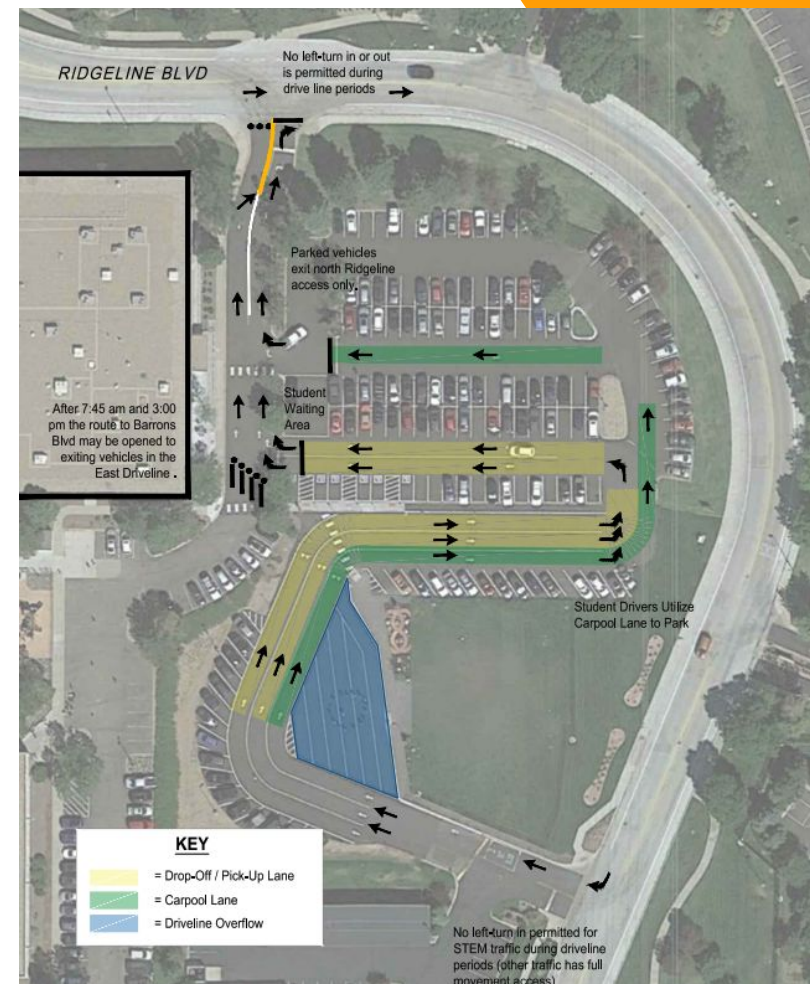 RIDGELINE BLVD
No left-turn in or out
is permitted during
drive line periods
Parked vehicles
exit north Ridgeline
access only.
After 7:45 am and 3:00
pm the route to Barrons
Blvd may be opened to
exiting vehicles in the
East Driveline .
Student
Waiting
Area
Student Drivers Utilize
Carpool Lane to Park
KEY
= Drop-Off / Pick-Up Lane
= Carpool Lane
= Driveline Overflow
No left-turn in permitted for
STEM traffic during driveline
periods (other traffic has full
movement access)